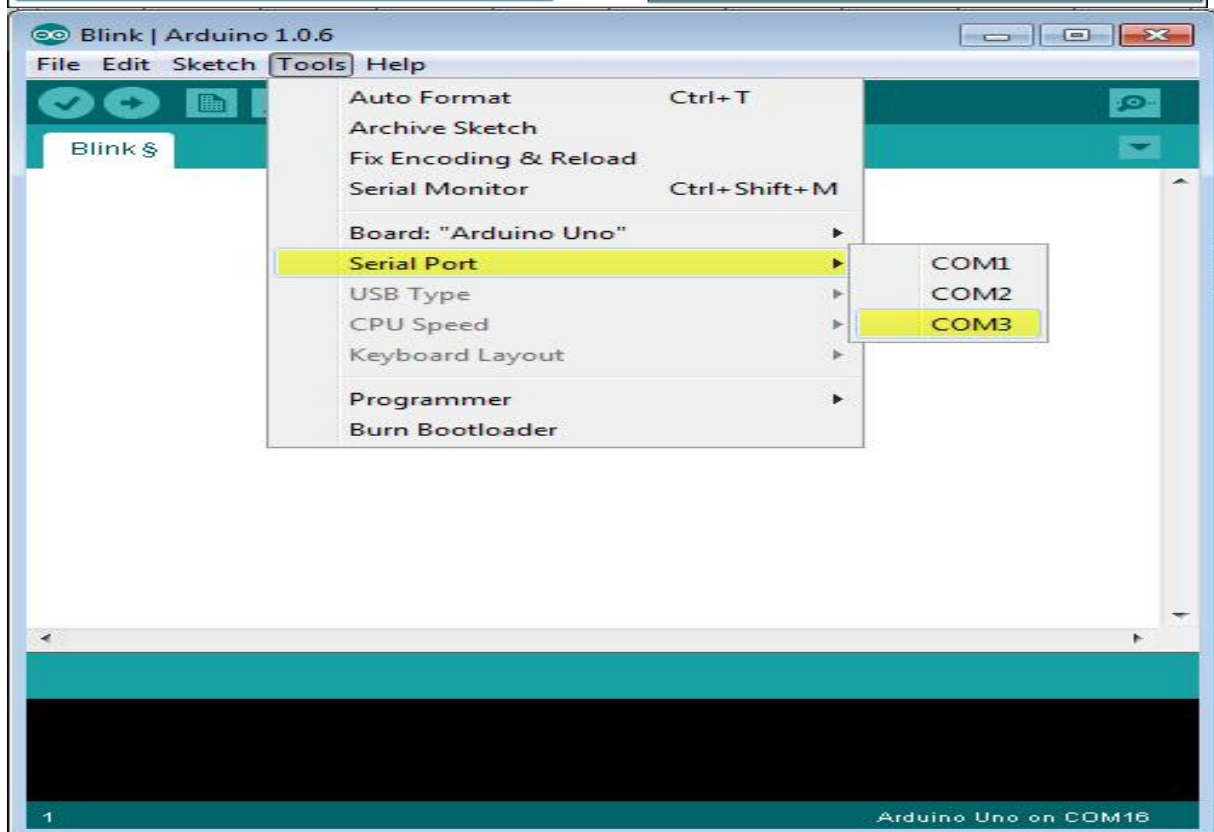 Blink | Arduino 1.0.6
File Edit Sketch Tools Help
Auto Format Ctrl+T
Archive Sketch
Blink §
Fix Encoding & Reload
Serial Monitor Ctrl+Shift+M
Board: "Arduino Uno"
Serial Port COM1
USB Type COM2
CPU Speed COM3
Keyboard Layout
Programmer
Burn Bootloader
1 Arduino Uno on COM16